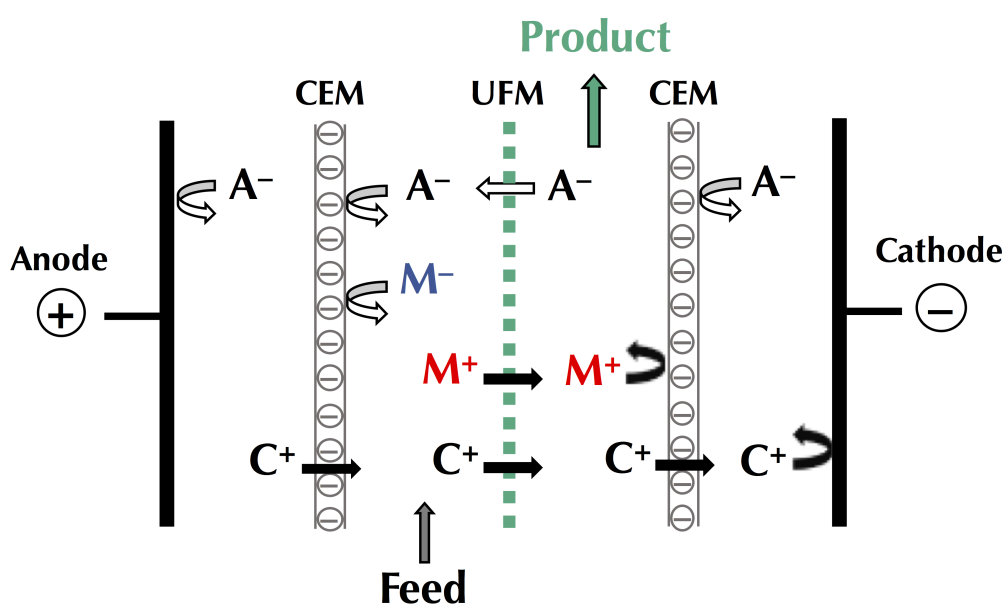 Product
CEM UFM CEM
A⁻ A⁻ A⁻ A⁻
Anode Cathode
M⁻
+ −
M⁺ M⁺
C⁺ C⁺ C⁺ C⁺
Feed